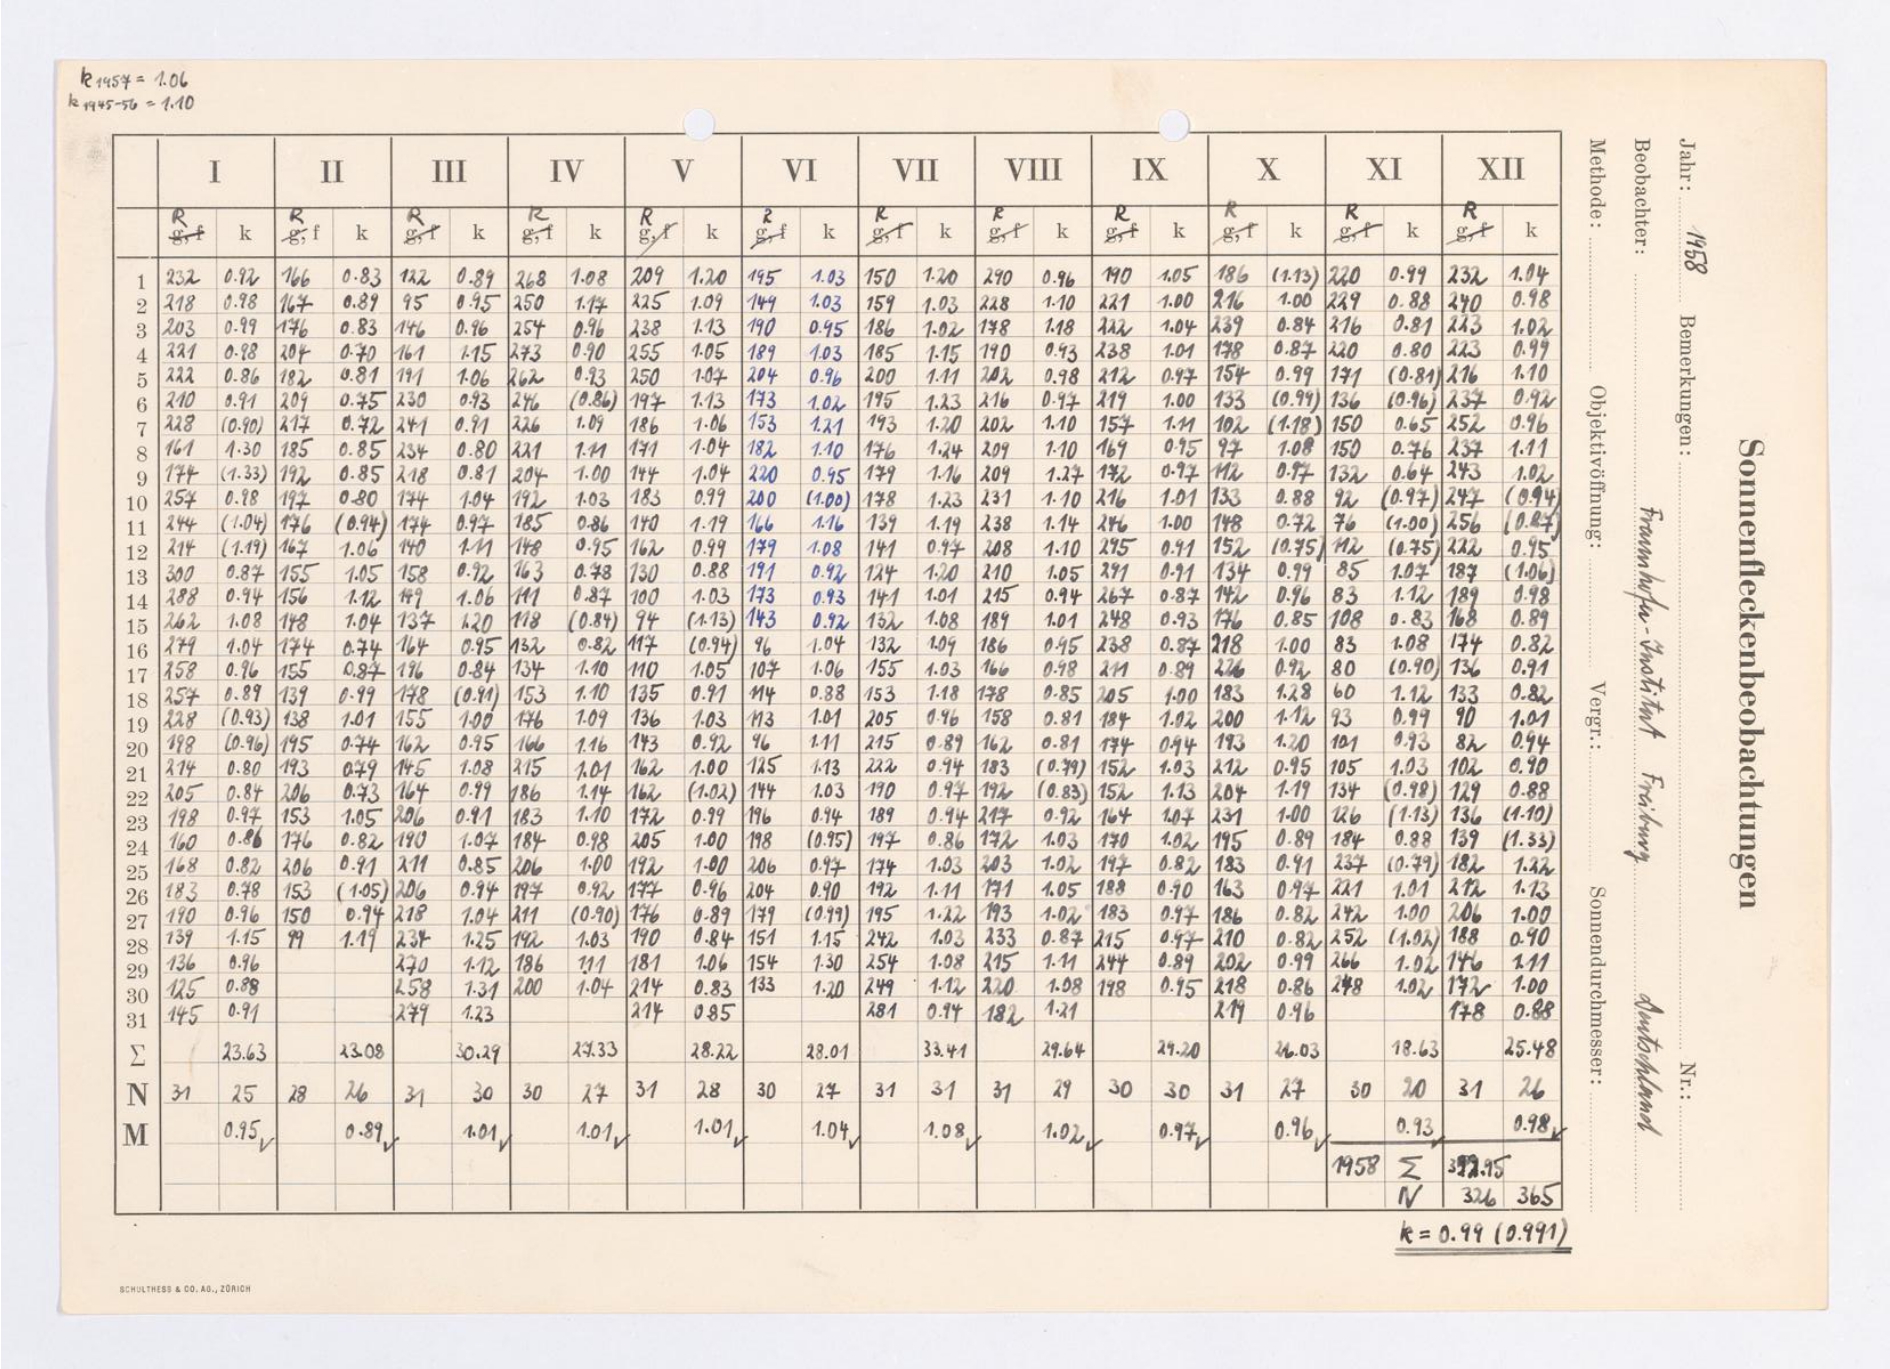 k 1957 = 1.06
k 1945-56 = 1.10
Sonnenfleckenbeobachtungen
Jahr: 1958 Bemerkungen: Nr.:
Beobachter: Fraunhofer-Institut Freiburg Deutschland
Methode: Objektivöffnung: Vergr.: Sonnendurchmesser:
I II III IV V VI VII VIII IX X XI XII
R R R R R R R R R R R R
g, f k g, f k g, f k g, f k g, f k g, f k g, f k g, f k g, f k g, f k g, f k g, f k
1 232 0.92 166 0.83 122 0.89 268 1.08 209 1.20 195 1.03 150 1.20 290 0.96 190 1.05 186 (1.13) 220 0.99 232 1.04
2 218 0.98 167 0.89 95 0.95 250 1.17 225 1.09 149 1.03 159 1.03 228 1.10 221 1.00 216 1.00 229 0.88 240 0.98
3 203 0.99 176 0.83 146 0.96 254 0.96 238 1.13 190 0.95 186 1.02 178 1.18 222 1.04 239 0.84 216 0.81 223 1.02
4 221 0.98 204 0.70 161 1.15 273 0.90 255 1.05 189 1.03 185 1.15 190 0.93 238 1.01 178 0.87 220 0.80 223 0.99
5 222 0.86 182 0.81 191 1.06 262 0.93 250 1.07 204 0.96 200 1.11 202 0.98 212 0.97 154 0.99 171 (0.81) 216 1.10
6 210 0.91 209 0.75 230 0.93 246 (0.86) 197 1.13 173 1.02 195 1.23 216 0.97 219 1.00 133 (0.99) 136 (0.96) 237 0.92
7 228 (0.90) 217 0.72 241 0.91 226 1.09 186 1.06 153 1.21 193 1.20 202 1.10 157 1.11 102 (1.18) 150 0.65 252 0.96
8 161 1.30 185 0.85 234 0.80 221 1.11 171 1.04 182 1.10 176 1.24 209 1.10 169 0.95 97 1.08 150 0.76 237 1.11
9 174 (1.33) 192 0.85 218 0.81 204 1.00 144 1.04 220 0.95 179 1.16 209 1.27 172 0.97 112 0.97 132 0.64 243 1.02
10 257 0.98 197 0.80 174 1.04 192 1.03 183 0.99 200 (1.00) 178 1.23 231 1.10 216 1.01 133 0.88 92 (0.97) 247 (0.94)
11 244 (1.04) 176 (0.94) 174 0.97 185 0.86 140 1.19 166 1.16 139 1.19 238 1.14 246 1.00 148 0.72 76 (1.00) 256 (0.87)
12 214 (1.19) 167 1.06 140 1.11 148 0.95 162 0.99 179 1.08 141 0.97 208 1.10 295 0.91 152 (0.75) 112 (0.75) 222 0.95
13 300 0.87 155 1.05 158 0.92 163 0.78 130 0.88 191 0.92 124 1.20 210 1.05 291 0.91 134 0.99 85 1.07 187 (1.06)
14 288 0.94 156 1.12 149 1.06 111 0.87 100 1.03 173 0.93 141 1.01 215 0.94 267 0.87 142 0.96 83 1.12 189 0.98
15 262 1.08 148 1.04 137 1.20 118 (0.84) 94 (1.13) 143 0.92 132 1.08 189 1.01 248 0.93 176 0.85 108 0.83 168 0.89
16 279 1.04 174 0.74 164 0.95 132 0.82 117 (0.94) 96 1.04 132 1.09 186 0.95 238 0.87 218 1.00 83 1.08 174 0.82
17 258 0.96 155 0.87 196 0.84 134 1.10 110 1.05 107 1.06 155 1.03 166 0.98 211 0.89 226 0.92 80 (0.90) 136 0.91
18 257 0.89 139 0.99 178 (0.91) 153 1.10 135 0.91 114 0.88 153 1.18 178 0.85 205 1.00 183 1.28 60 1.12 133 0.82
19 228 (0.93) 138 1.01 155 1.00 176 1.09 136 1.03 113 1.01 205 0.96 158 0.81 184 1.02 200 1.12 93 0.99 90 1.01
20 198 (0.96) 195 0.74 162 0.95 166 1.16 143 0.92 96 1.11 215 0.89 162 0.81 174 0.94 193 1.20 101 0.93 82 0.94
21 214 0.80 193 0.79 145 1.08 215 1.01 162 1.00 125 1.13 222 0.94 183 (0.79) 152 1.03 212 0.95 105 1.03 102 0.90
22 205 0.84 206 0.73 164 0.99 186 1.14 162 (1.02) 144 1.03 190 0.97 192 (0.83) 152 1.13 204 1.19 134 (0.98) 129 0.88
23 198 0.97 153 1.05 206 0.91 183 1.10 172 0.99 196 0.94 189 0.94 217 0.92 164 1.07 231 1.00 126 (1.13) 136 (1.10)
24 160 0.86 176 0.82 190 1.07 184 0.98 205 1.00 198 (0.95) 197 0.86 172 1.03 170 1.02 195 0.89 184 0.88 139 (1.33)
25 168 0.82 206 0.91 211 0.85 206 1.00 192 1.00 206 0.97 174 1.03 203 1.02 197 0.82 183 0.91 237 (0.79) 182 1.22
26 183 0.78 153 (1.05) 206 0.94 197 0.92 177 0.96 204 0.90 192 1.11 171 1.05 188 0.90 163 0.97 221 1.01 212 1.13
27 190 0.96 150 0.94 218 1.04 211 (0.90) 176 0.89 179 (0.99) 195 1.22 193 1.02 183 0.97 186 0.82 242 1.00 206 1.00
28 139 1.15 99 1.19 234 1.25 192 1.03 190 0.84 151 1.15 242 1.03 233 0.87 215 0.97 210 0.82 252 (1.02) 188 0.90
29 136 0.96 270 1.12 186 1.11 181 1.06 154 1.30 254 1.08 215 1.11 244 0.89 202 0.99 266 1.02 146 1.11
30 125 0.88 258 1.31 200 1.04 214 0.83 133 1.20 249 1.12 220 1.08 198 0.95 218 0.86 248 1.02 172 1.00
31 145 0.91 279 1.23 214 0.85 281 0.94 182 1.21 219 0.96 178 0.88
Σ 23.63 23.08 30.29 27.33 28.22 28.01 33.41 29.64 29.20 26.03 18.63 25.48
N 31 25 28 26 31 30 30 27 31 28 30 27 31 31 31 29 30 30 31 27 30 20 31 26
M 0.95 0.89 1.01 1.01 1.01 1.04 1.08 1.02 0.97 0.96 0.93 0.98
1958 Σ
N 326 365
k = 0.99 (0.991)
SCHULTHESS & CO. AG., ZÜRICH